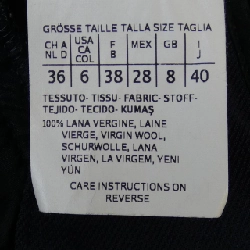 GRÖSSE TAILLE TALLA SIZE TAGLIA
CH A NL D USA CA COL F B MEX GB I J
36 6 38 28 8 40
TESSUTO- TISSU- FABRIC- STOFF-
TEJIDO- TECIDO- KUMAŞ
100% LANA VERGINE, LAINE
VIERGE, VIRGIN WOOL,
SCHURWOLLE, LANA
VIRGEN, LA VIRGEM, YENI
YÜN
CARE INSTRUCTIONS ON
REVERSE